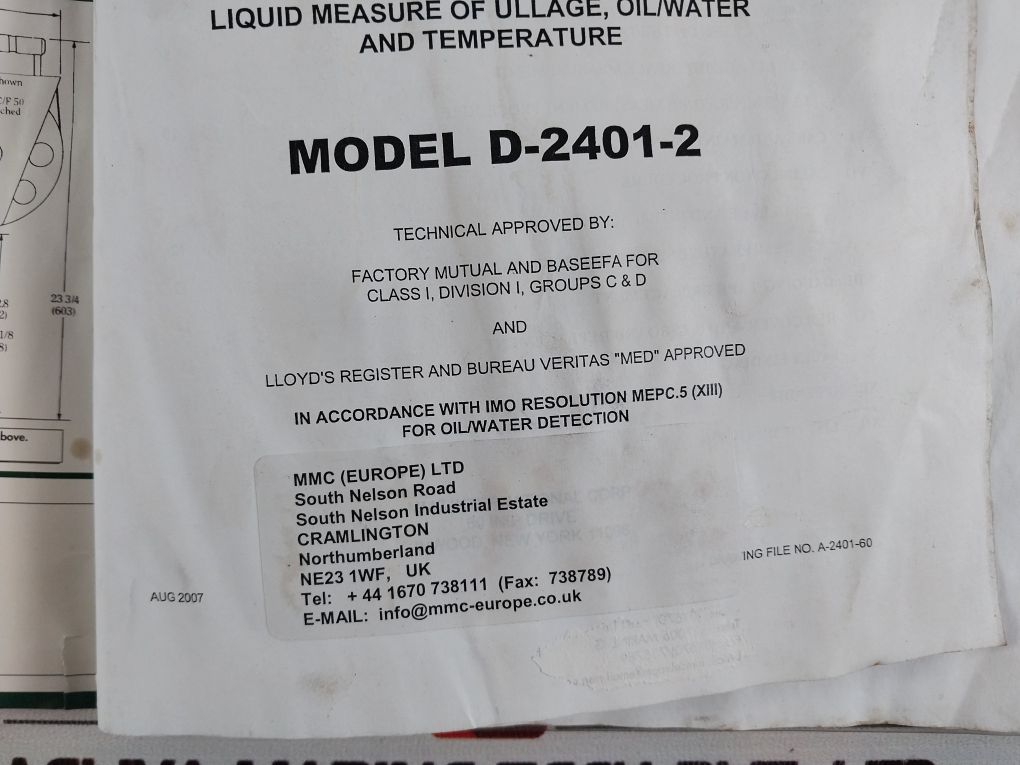 LIQUID MEASURE OF ULLAGE, OIL/WATER
AND TEMPERATURE
MODEL D-2401-2
TECHNICAL APPROVED BY:
FACTORY MUTUAL AND BASEEFA FOR
CLASS I, DIVISION I, GROUPS C & D
AND
LLOYD'S REGISTER AND BUREAU VERITAS "MED" APPROVED
IN ACCORDANCE WITH IMO RESOLUTION MEPC.5 (XIII)
FOR OIL/WATER DETECTION
MMC (EUROPE) LTD
South Nelson Road
South Nelson Industrial Estate
CRAMLINGTON
Northumberland
NE23 1WF, UK
Tel: + 44 1670 738111 (Fax: 738789)
E-MAIL: info@mmc-europe.co.uk
ING FILE NO. A-2401-60
AUG 2007
23 3/4
(603)